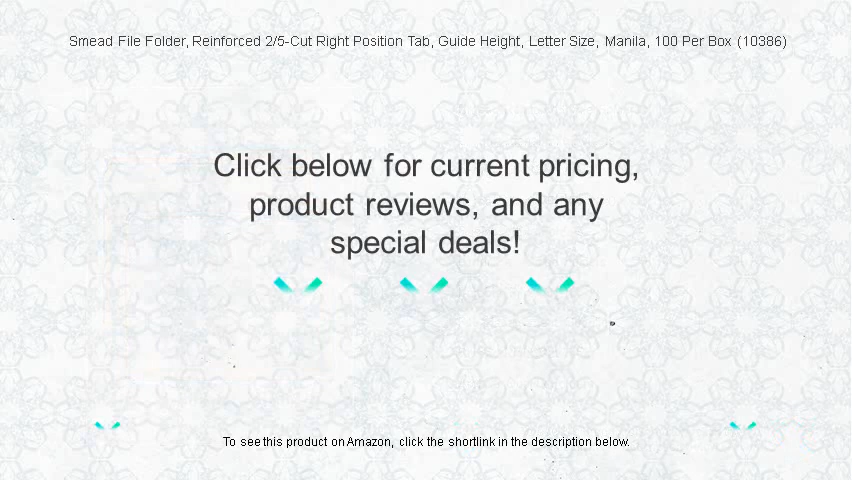 Smead File Folder, Reinforced 2/5-Cut Right Position Tab, Guide Height, Letter Size, Manila, 100 Per Box (10386)
Click below for current pricing,
product reviews, and any
special deals!
To see this product on Amazon, click the shortlink in the description below.